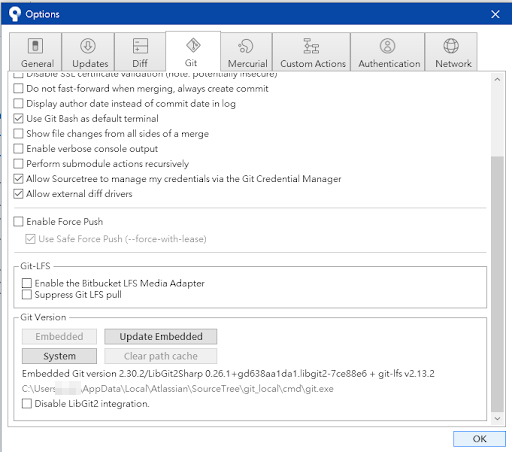 Options
General
Updates
Diff
Git
Mercurial
Custom Actions
Authentication
Network
Disable SSL certificate validation (note: potentially insecure)
Do not fast-forward when merging, always create commit
Display author date instead of commit date in log
Use Git Bash as default terminal
Show file changes from all sides of a merge
Enable verbose console output
Perform submodule actions recursively
Allow Sourcetree to manage my credentials via the Git Credential Manager
Allow external diff drivers
Enable Force Push
Use Safe Force Push (--force-with-lease)
Git-LFS
Enable the Bitbucket LFS Media Adapter
Suppress Git LFS pull
Git Version
Embedded
Update Embedded
System
Clear path cache
Embedded Git version 2.30.2/LibGit2Sharp 0.26.1+gd638aa1da1.libgit2-7ce88e6 + git-lfs v2.13.2
C:\Users\AppData\Local\Atlassian\SourceTree\git_local\cmd\git.exe
Disable LibGit2 integration.
OK